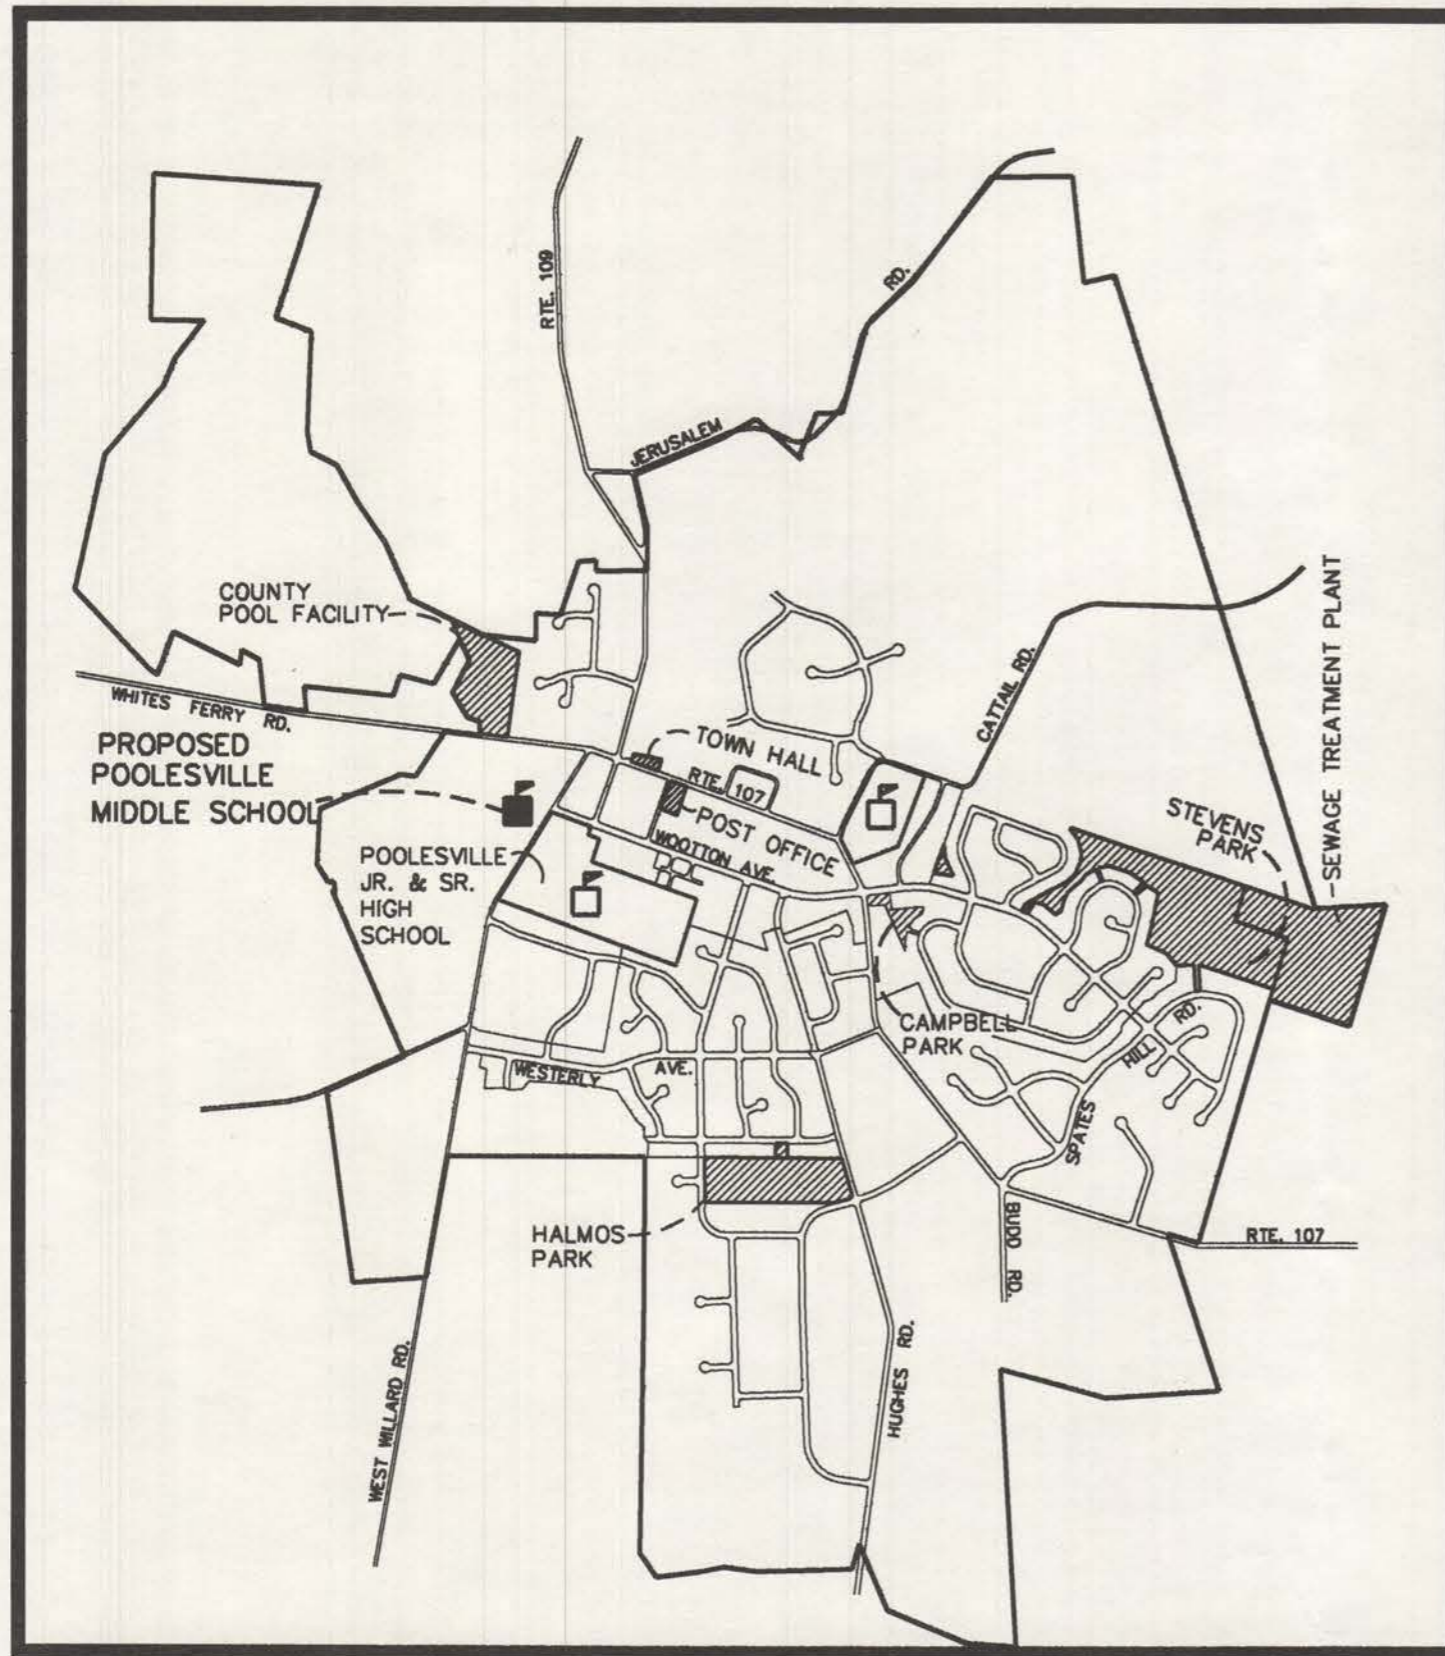 RTE. 109
RD.
JERUSALEM
SEWAGE TREATMENT PLANT
COUNTY
POOL FACILITY
CATTAIL RD.
WHITES FERRY RD.
TOWN HALL
PROPOSED
POOLESVILLE
MIDDLE SCHOOL
RTE. 107
STEVENS
PARK
POST OFFICE
WOOTTON AVE.
POOLESVILLE
JR. & SR.
HIGH
SCHOOL
CAMPBELL
PARK
RD.
HILL
SPATES
WESTERLY AVE.
HALMOS
PARK
BUDD RD.
RTE. 107
HUGHES RD.
WEST WILLARD RD.